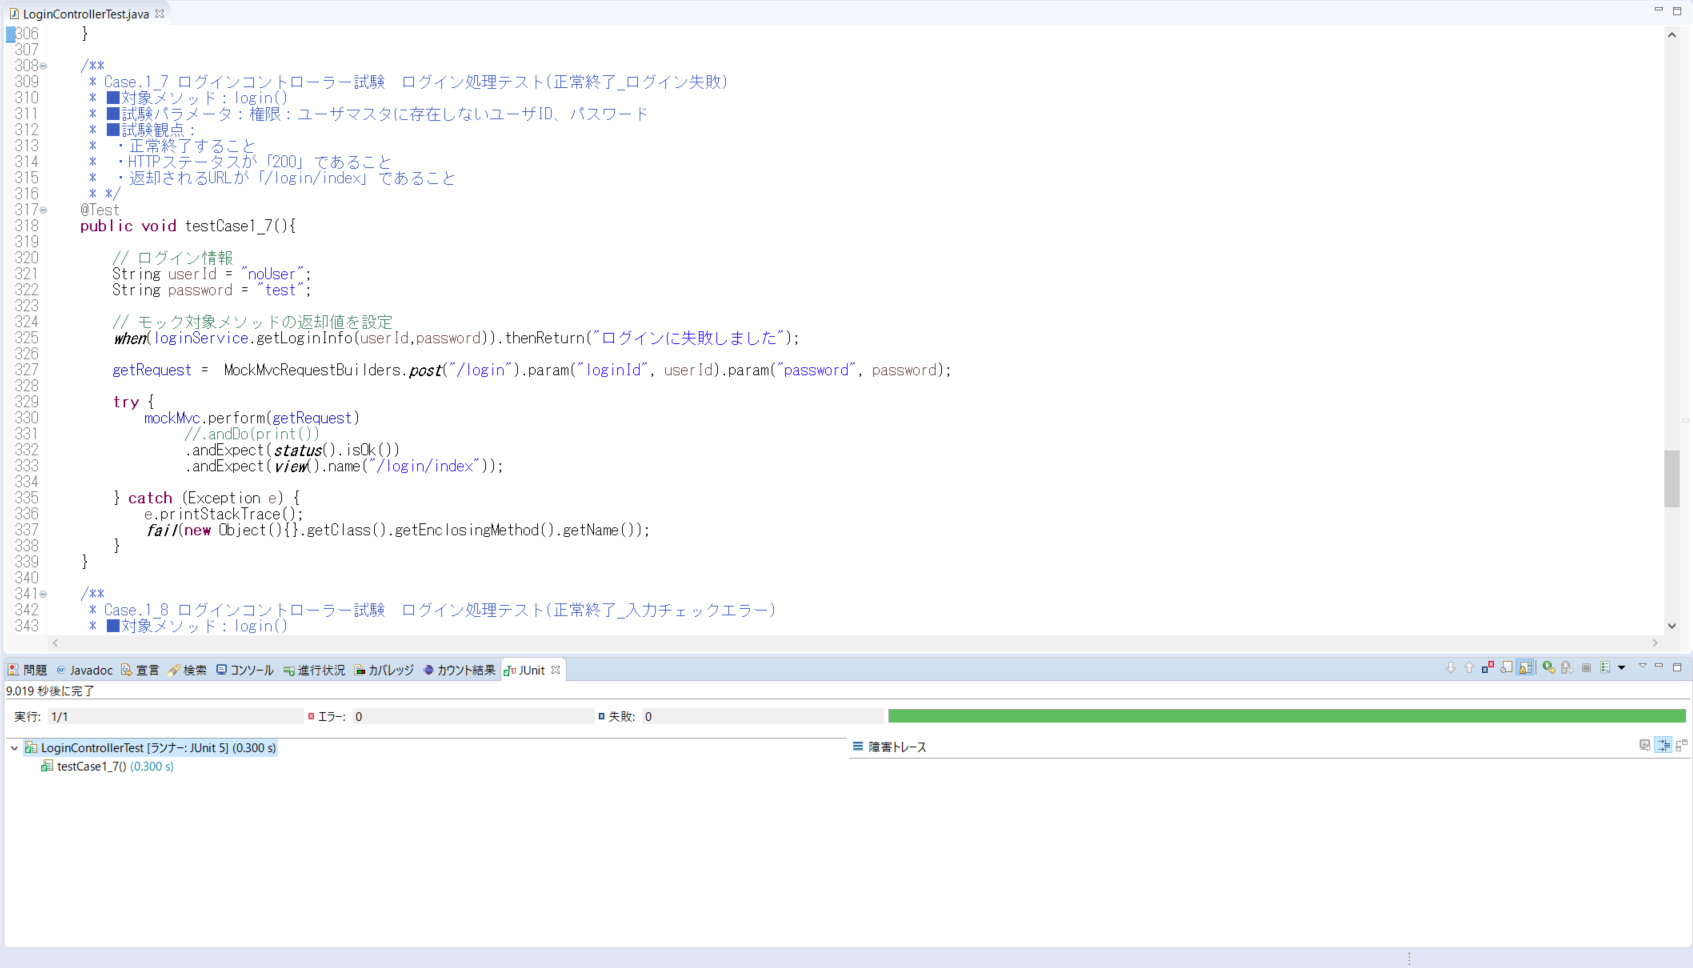 LoginControllerTest.java
306 }
307
308 /**
309 * Case.1_7 ログインコントローラー試験　ログイン処理テスト(正常終了_ログイン失敗)
310 * ■対象メソッド：login()
311 * ■試験パラメータ：権限：ユーザマスタに存在しないユーザID、パスワード
312 * ■試験観点：
313 * ・正常終了すること
314 * ・HTTPステータスが「200」であること
315 * ・返却されるURLが「/login/index」であること
316 * */
317 @Test
318 public void testCase1_7(){
319
320 // ログイン情報
321 String userId = "noUser";
322 String password = "test";
323
324 // モック対象メソッドの返却値を設定
325 when(loginService.getLoginInfo(userId,password)).thenReturn("ログインに失敗しました");
326
327 getRequest =  MockMvcRequestBuilders.post("/login").param("loginId", userId).param("password", password);
328
329 try {
330 mockMvc.perform(getRequest)
331 //.andDo(print())
332 .andExpect(status().isOk())
333 .andExpect(view().name("/login/index"));
334
335 } catch (Exception e) {
336 e.printStackTrace();
337 fail(new Object(){}.getClass().getEnclosingMethod().getName());
338 }
339 }
340
341 /**
342 * Case.1_8 ログインコントローラー試験　ログイン処理テスト(正常終了_入力チェックエラー)
343 * ■対象メソッド：login()
問題 Javadoc 宣言 検索 コンソール 進行状況 カバレッジ カウント結果 JUnit
9.019 秒後に完了
実行: 1/1 エラー: 0 失敗: 0
LoginControllerTest [ランナー: JUnit 5] (0.300 s)
障害トレース
testCase1_7() (0.300 s)